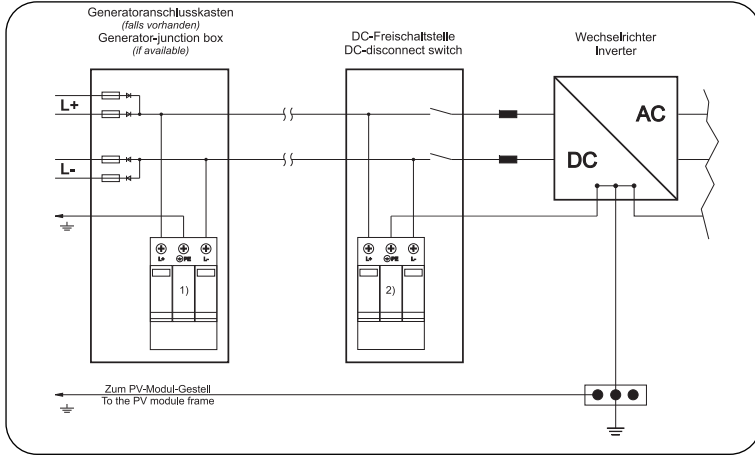 Generatoranschlusskasten
(falls vorhanden)
Generator-junction box
(if available)
DC-Freischaltstelle
DC-disconnect switch
Wechselrichter
Inverter
L+
L-
AC
DC
L+ PE L-
1)
L+ PE L-
2)
Zum PV-Modul-Gestell
To the PV module frame